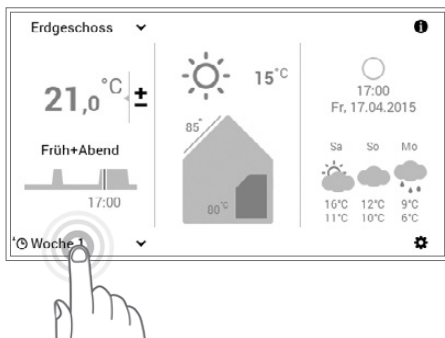 Erdgeschoss
21,0 °C ±
Früh+Abend
17:00
Woche 1
15°C
85°
80°C
17:00
Fr, 17.04.2015
Sa So Mo
16°C 12°C 9°C
11°C 10°C 6°C